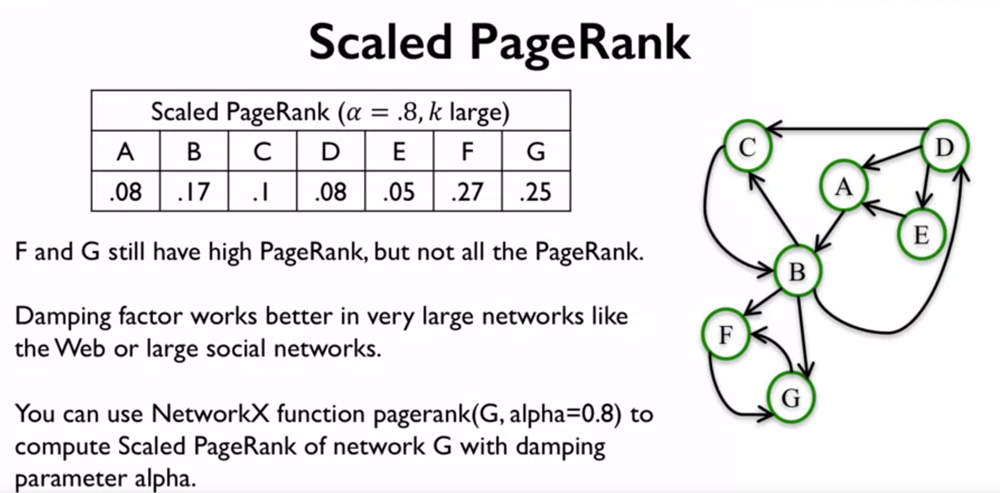 Scaled PageRank
Scaled PageRank (α = .8, k large)
A B C D E F G
.08 .17 .1 .08 .05 .27 .25
F and G still have high PageRank, but not all the PageRank.
Damping factor works better in very large networks like
the Web or large social networks.
You can use NetworkX function pagerank(G, alpha=0.8) to
compute Scaled PageRank of network G with damping
parameter alpha.
C
D
A
E
B
F
G